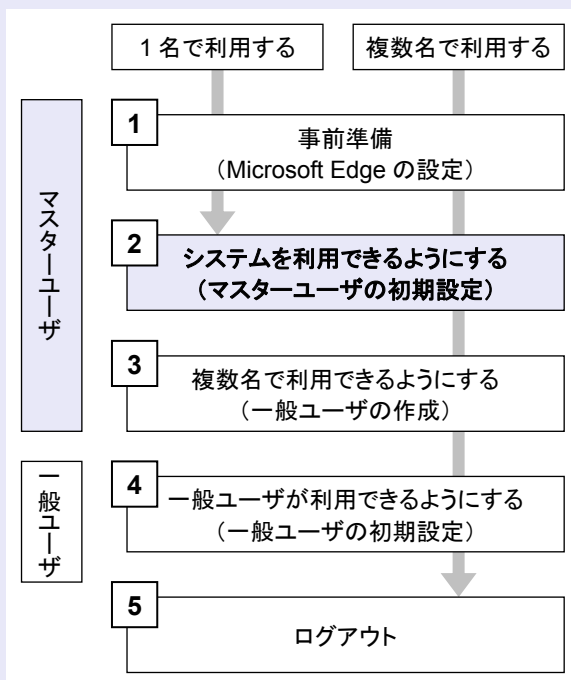 1 名で利用する
複数名で利用する
マスターユーザ
1
事前準備
(Microsoft Edge の設定)
2
システムを利用できるようにする
(マスターユーザの初期設定)
3
複数名で利用できるようにする
(一般ユーザの作成)
一般ユーザ
4
一般ユーザが利用できるようにする
(一般ユーザの初期設定)
5
ログアウト